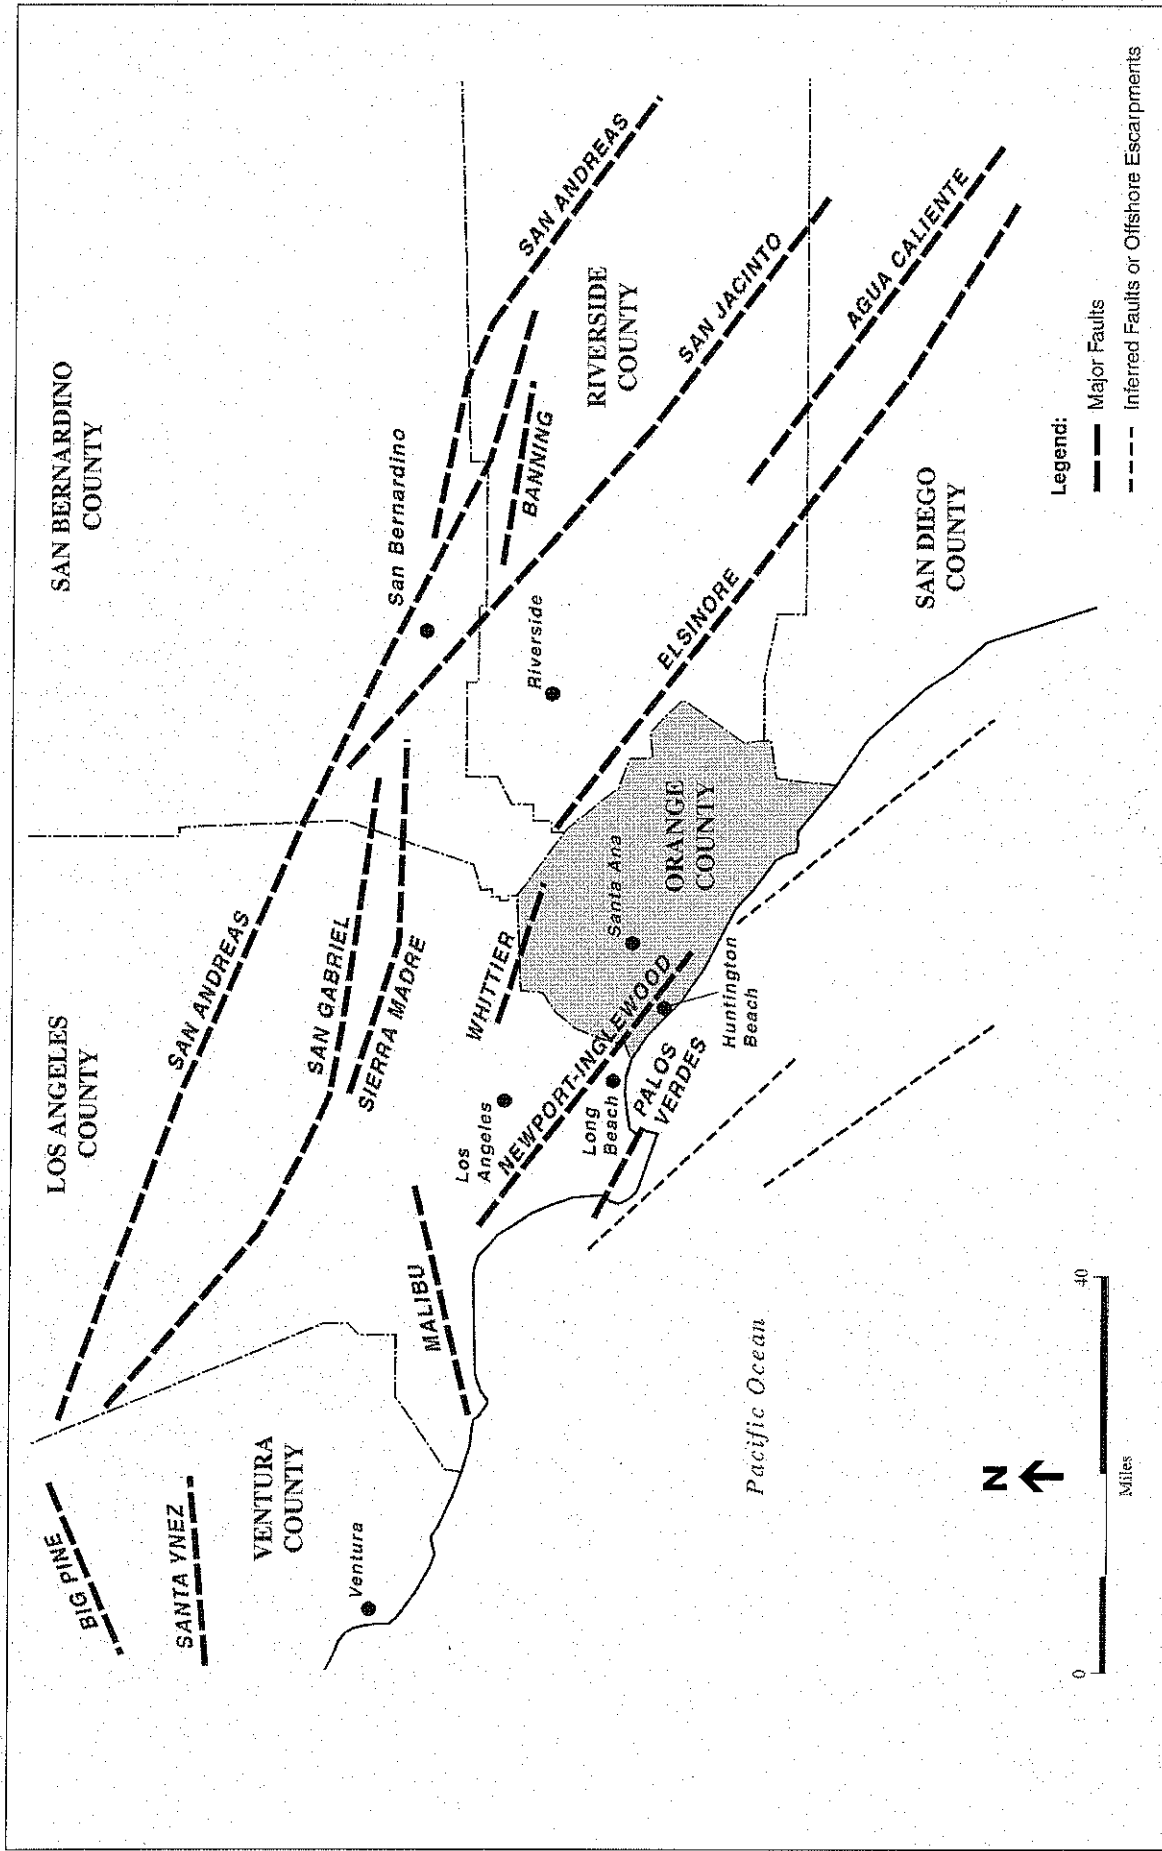 BIG PINE
SANTA YNEZ
VENTURA
COUNTY
Ventura
LOS ANGELES
COUNTY
SAN ANDREAS
SAN GABRIEL
SIERRA MADRE
MALIBU
Los
Angeles
WHITTIER
NEWPORT-INGLEWOOD
Long
Beach
PALOS
VERDES
Huntington
Beach
Santa Ana
ORANGE
COUNTY
SAN BERNARDINO
COUNTY
San Bernardino
Riverside
BANNING
RIVERSIDE
COUNTY
SAN ANDREAS
SAN JACINTO
ELSINORE
AGUA CALIENTE
SAN DIEGO
COUNTY
Pacific Ocean
N
0
40
Miles
Legend:
Major Faults
Inferred Faults or Offshore Escarpments